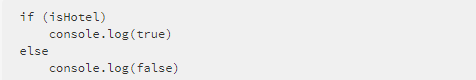 if (isHotel)
    console.log(true)
else
    console.log(false)